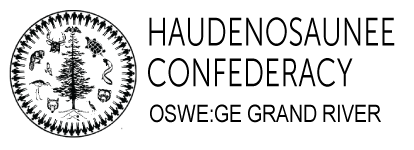 HAUDENOSAUNEE
CONFEDERACY
OSWE:GE GRAND RIVER